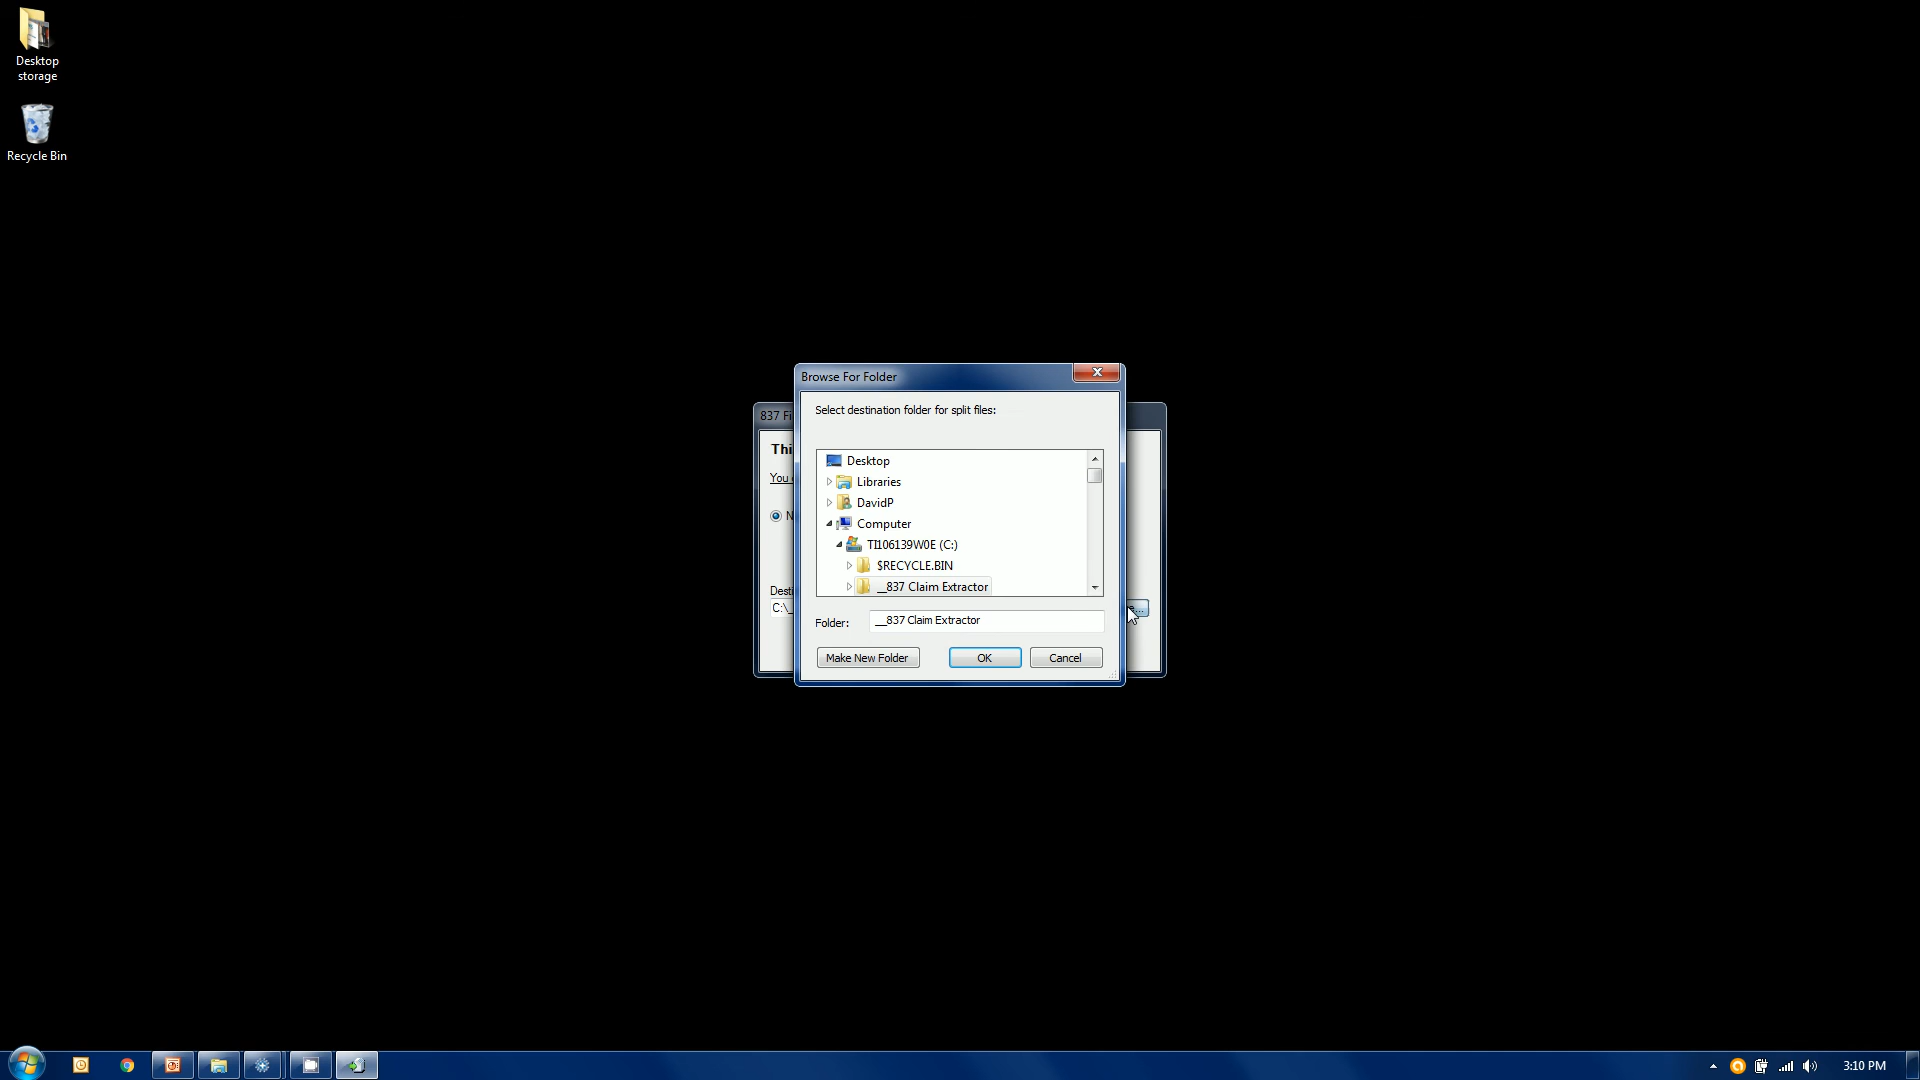 Desktop
storage
Recycle Bin
Browse For Folder
Select destination folder for split files:
837 Fi
Thi
You
N
Desti
C:\_
Desktop
Libraries
DavidP
Computer
TI106139W0E (C:)
$RECYCLE.BIN
__837 Claim Extractor
Folder:
__837 Claim Extractor
Make New Folder
OK
Cancel
3:10 PM